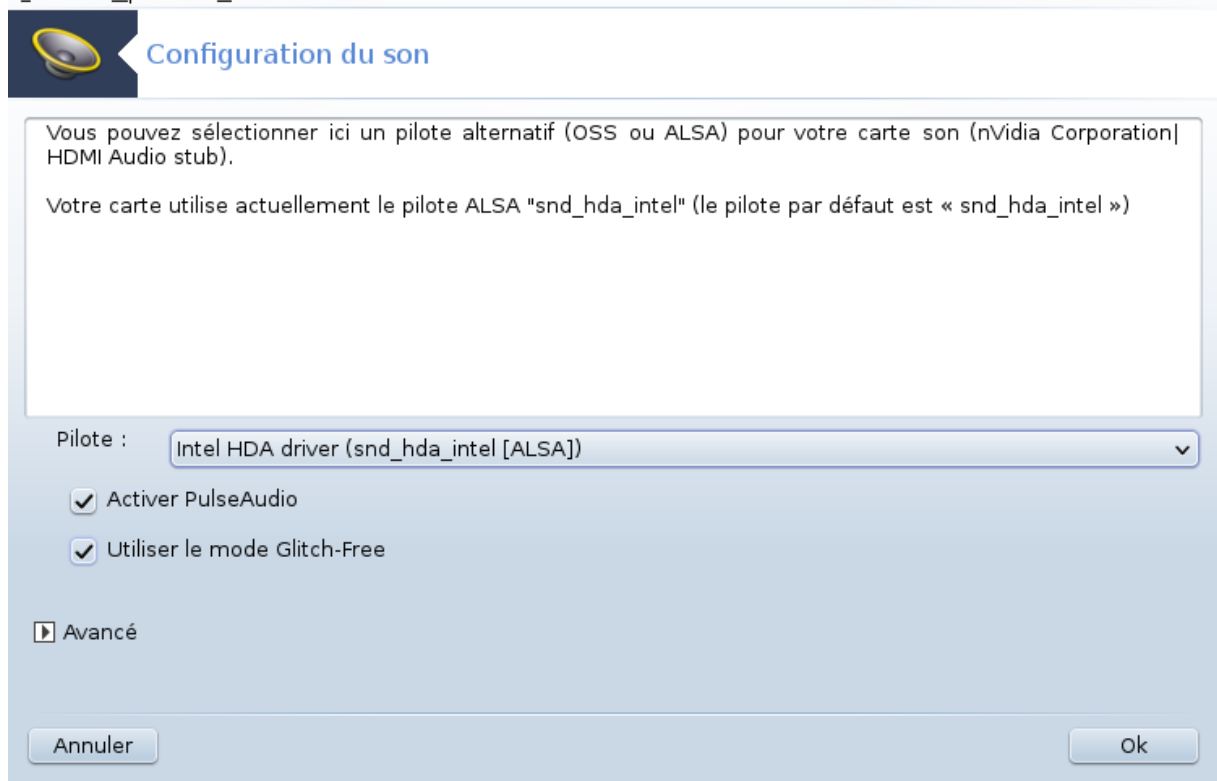 Configuration du son
Vous pouvez sélectionner ici un pilote alternatif (OSS ou ALSA) pour votre carte son (nVidia Corporation|
HDMI Audio stub).
Votre carte utilise actuellement le pilote ALSA "snd_hda_intel" (le pilote par défaut est « snd_hda_intel »)
Pilote :
Intel HDA driver (snd_hda_intel [ALSA])
Activer PulseAudio
Utiliser le mode Glitch-Free
Avancé
Annuler
Ok